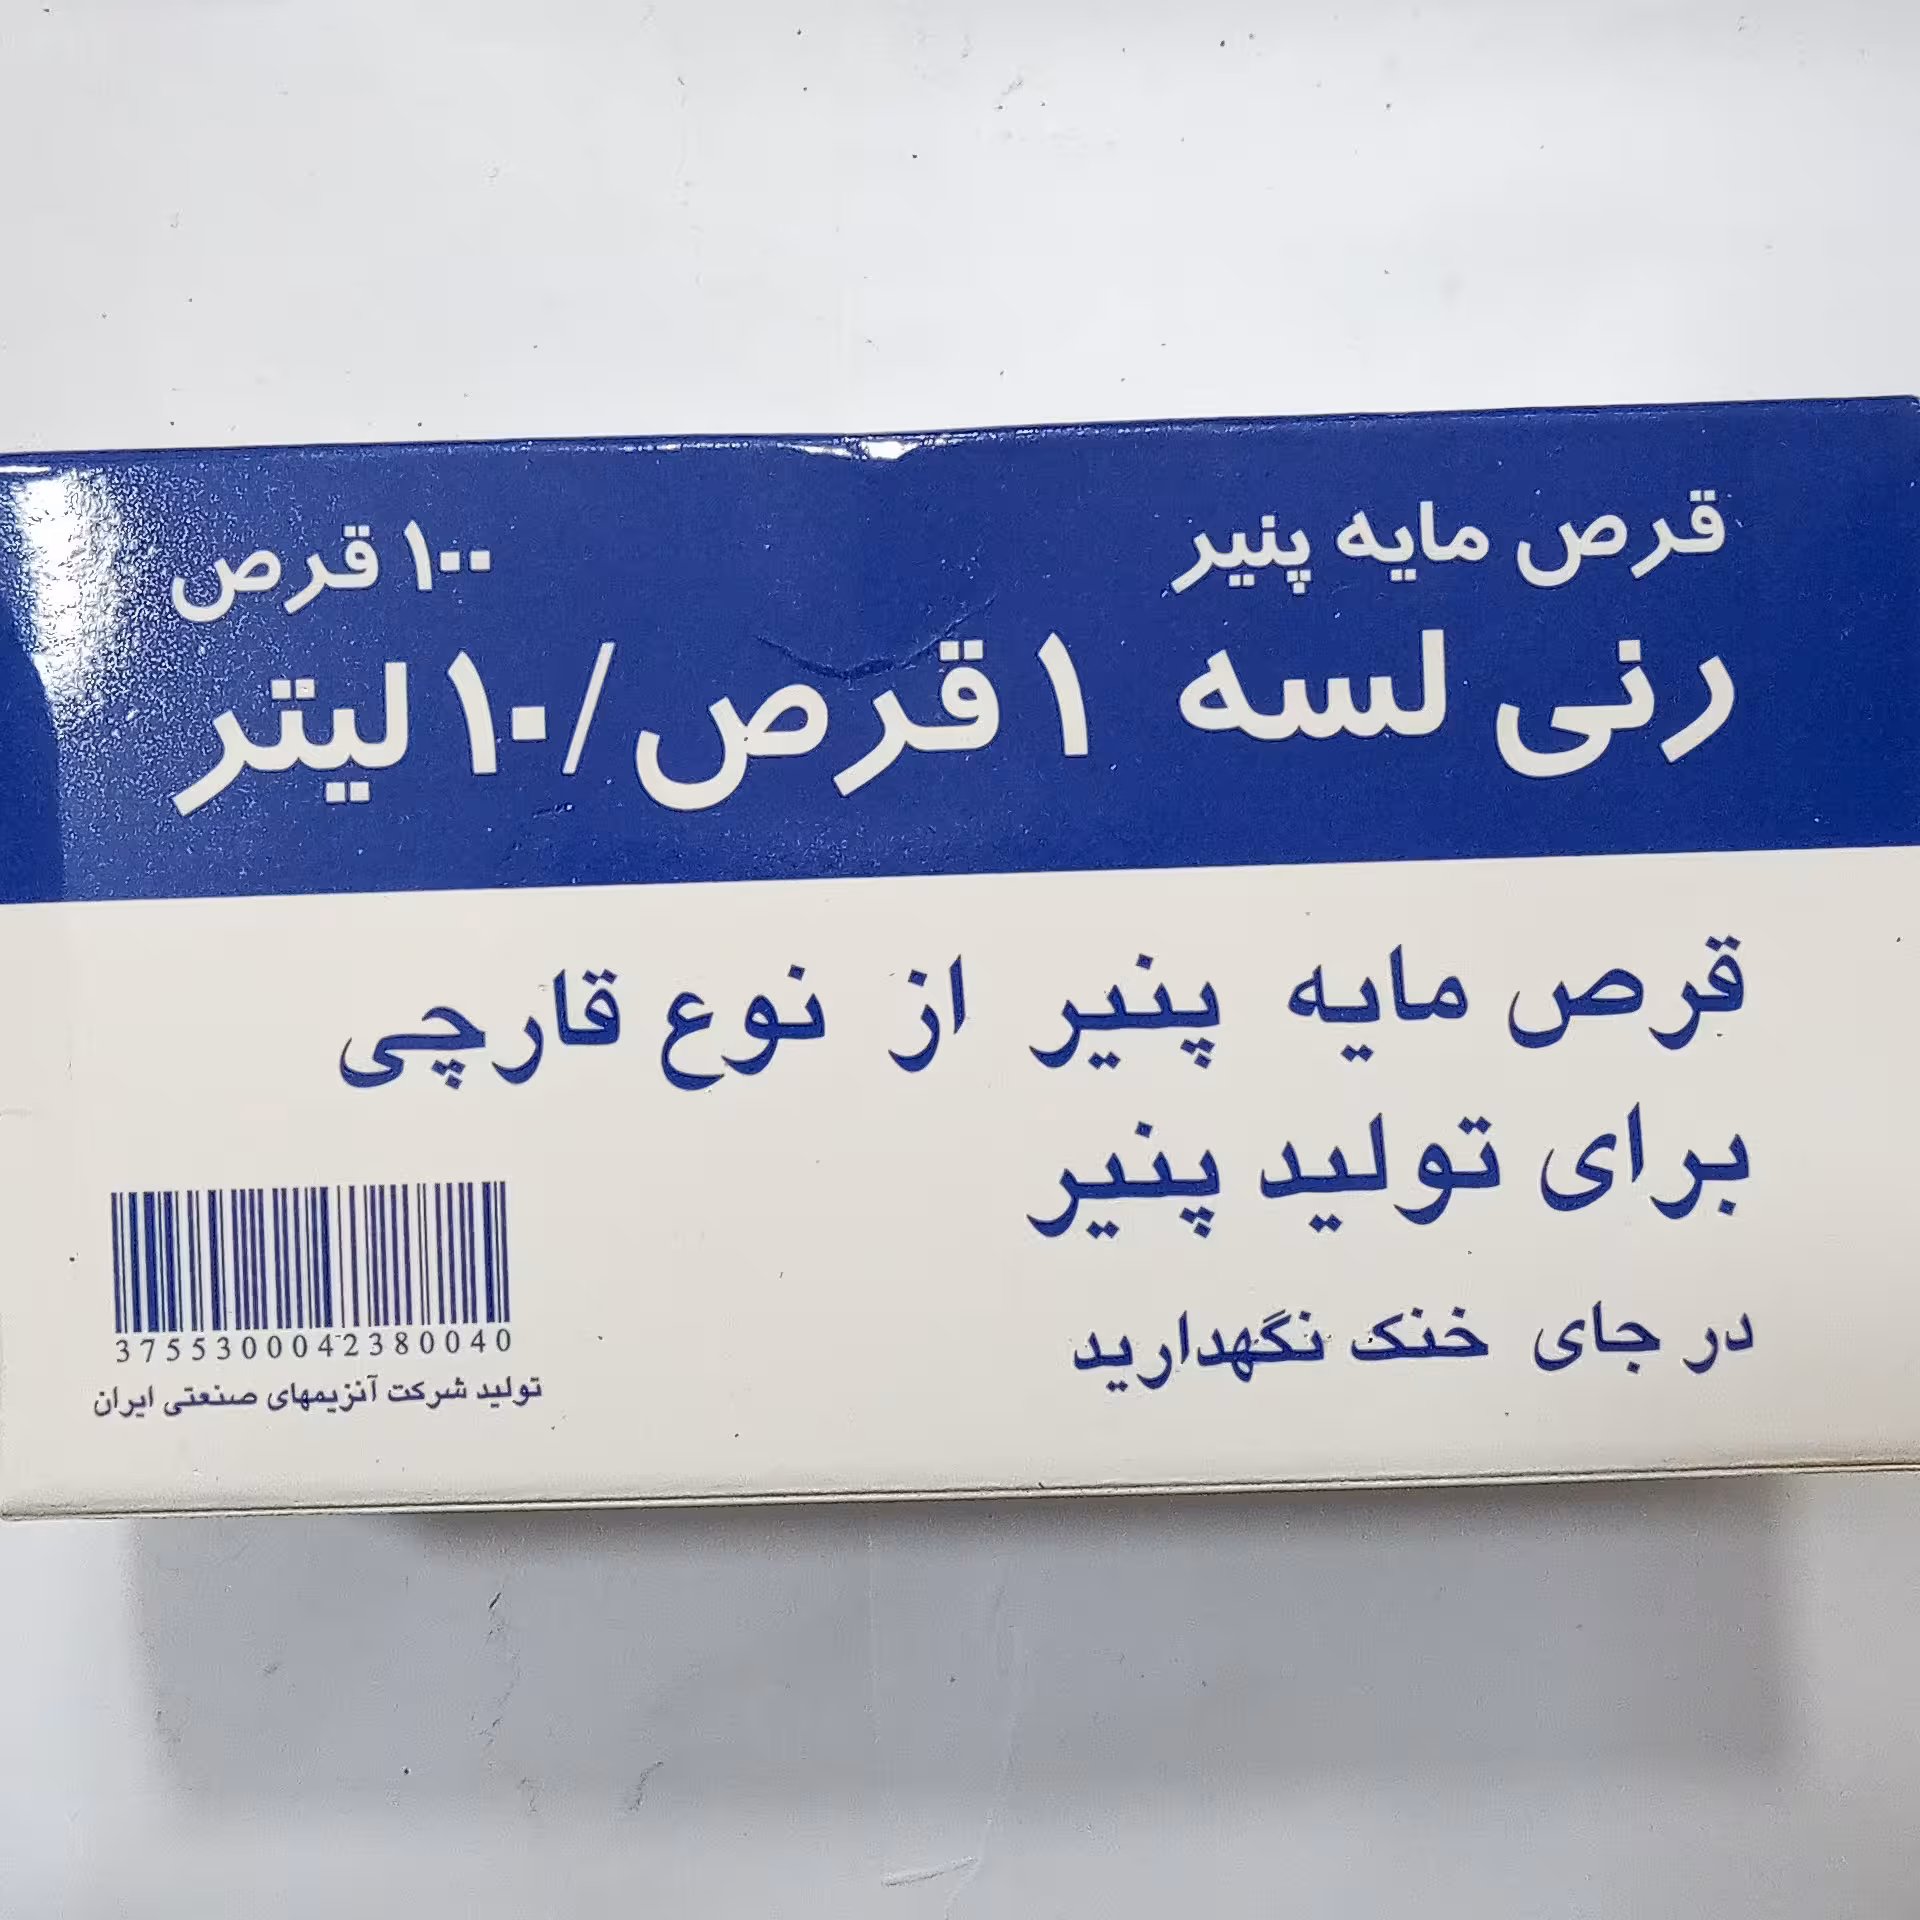 قرص مایه پنیر
۱۰۰ قرص
رنی لسه ۱ قرص/۱۰ لیتر
قرص مایه پنیر از نوع قارچی
برای تولید پنیر
در جای خنک نگهدارید
3755300042380040
تولید شرکت آنزیمهای صنعتی ایران